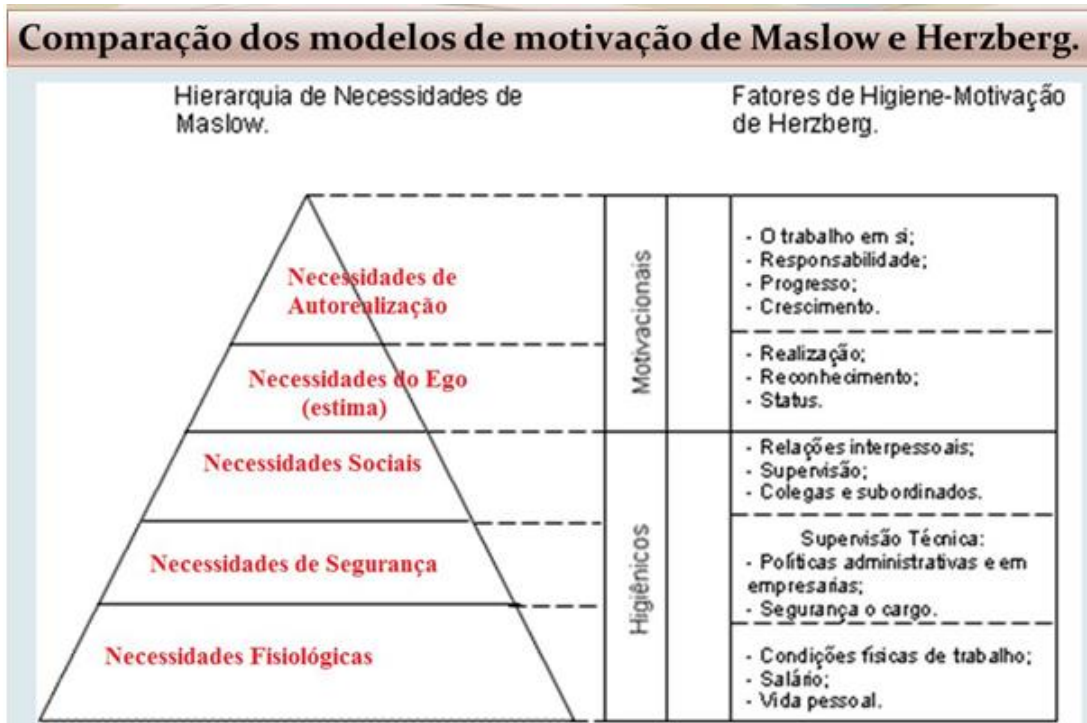 Comparação dos modelos de motivação de Maslow e Herzberg.
Hierarquia de Necessidades de
Maslow.
Fatores de Higiene-Motivação
de Herzberg.
Necessidades de
Autorealização
Necessidades do Ego
(estima)
Necessidades Sociais
Necessidades de Segurança
Necessidades Fisiológicas
Motivacionais
Higiênicos
- O trabalho em si;
- Responsabilidade;
- Progresso;
- Crescimento.
- Realização;
- Reconhecimento;
- Status.
- Relações interpessoais;
- Supervisão;
- Colegas e subordinados.
Supervisão Técnica:
- Políticas administrativas e em
empresarias;
- Segurança o cargo.
- Condições físicas de trabalho;
- Salário;
- Vida pessoal.